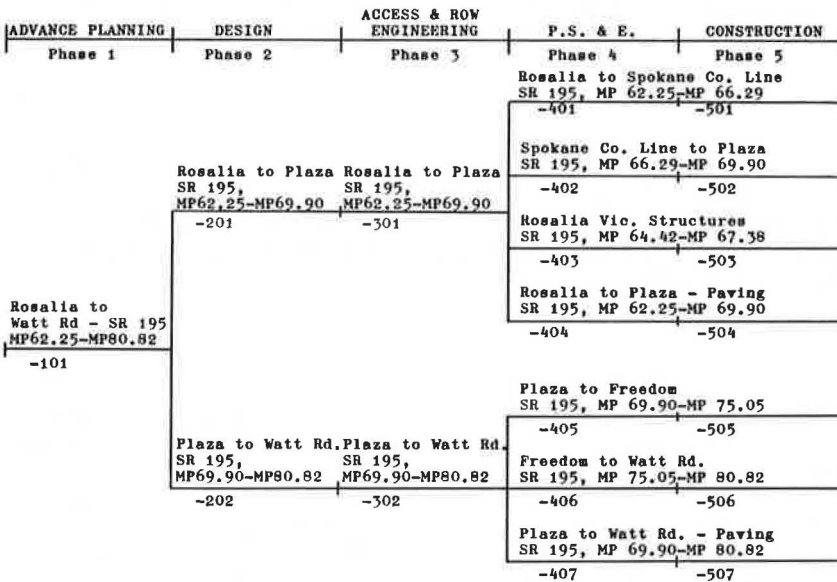 ADVANCE PLANNING
DESIGN
ACCESS & ROW
ENGINEERING
P.S. & E.
CONSTRUCTION
Phase 1
Phase 2
Phase 3
Phase 4
Phase 5
Rosalia to
Watt Rd - SR 195
MP62.25-MP80.82
-101
Rosalia to Plaza
SR 195,
MP62.25-MP69.90
-201
Rosalia to Plaza
SR 195,
MP62.25-MP69.90
-301
Rosalia to Spokane Co. Line
SR 195, MP 62.25-MP 66.29
-401
-501
Spokane Co. Line to Plaza
SR 195, MP 66.29-MP 69.90
-402
-502
Rosalia Vic. Structures
SR 195, MP 64.42-MP 67.38
-403
-503
Rosalia to Plaza - Paving
SR 195, MP 62.25-MP 69.90
-404
-504
Plaza to Watt Rd.
SR 195,
MP69.90-MP80.82
-202
Plaza to Watt Rd.
SR 195,
MP69.90-MP80.82
-302
Plaza to Freedom
SR 195, MP 69.90-MP 75.05
-405
-505
Freedom to Watt Rd.
SR 195, MP 75.05-MP 80.82
-406
-506
Plaza to Watt Rd. - Paving
SR 195, MP 69.90-MP 80.82
-407
-507